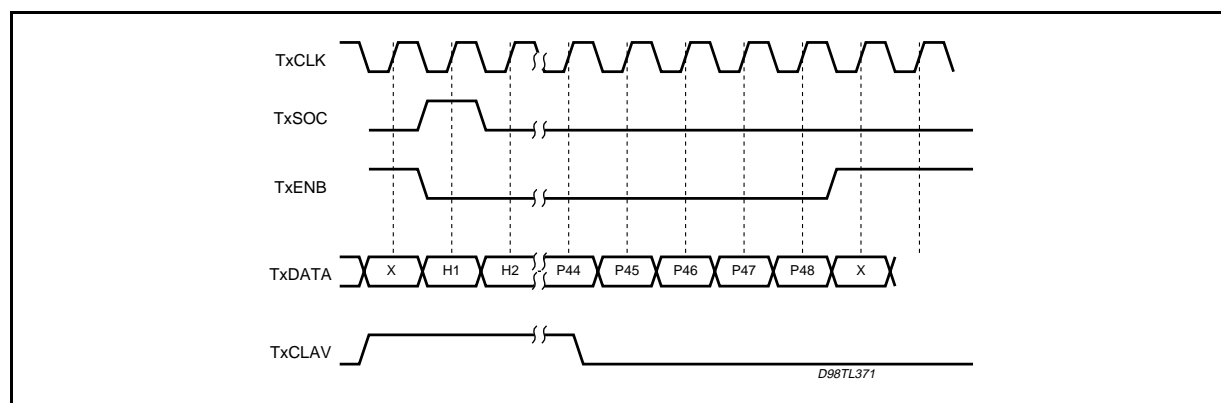 TxCLK
TxSOC
TxENB
TxDATA X H1 H2 P44 P45 P46 P47 P48 X
TxCLAV
D98TL371